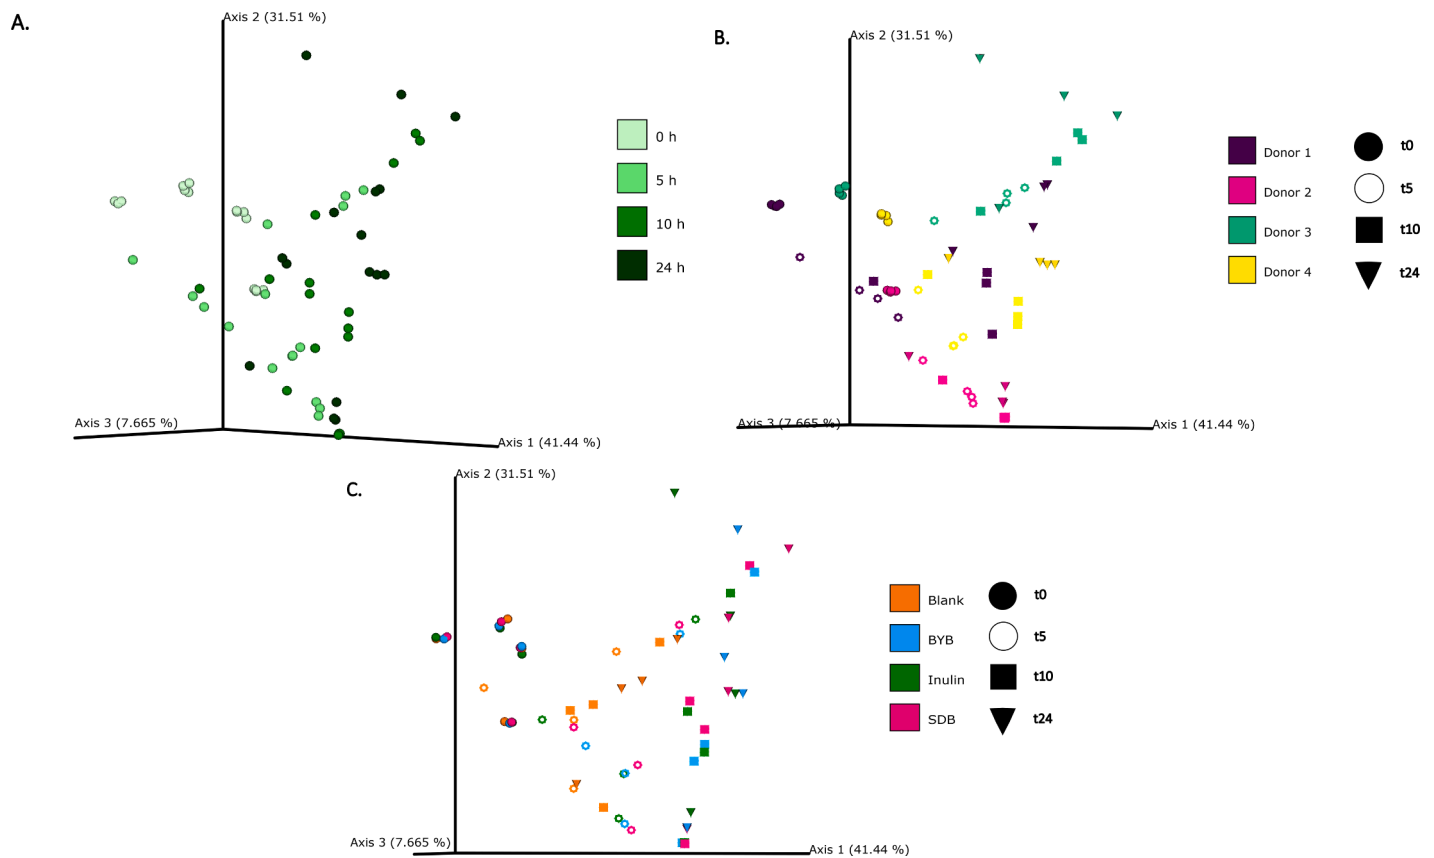 A.
Axis 2 (31.51 %)
0 h
5 h
10 h
24 h
Axis 3 (7.665 %)
Axis 1 (41.44 %)
B.
Axis 2 (31.51 %)
Donor 1
Donor 2
Donor 3
Donor 4
t0
t5
t10
t24
Axis 3 (7.665 %)
Axis 1 (41.44 %)
C.
Axis 2 (31.51 %)
Blank
BYB
Inulin
SDB
t0
t5
t10
t24
Axis 3 (7.665 %)
Axis 1 (41.44 %)